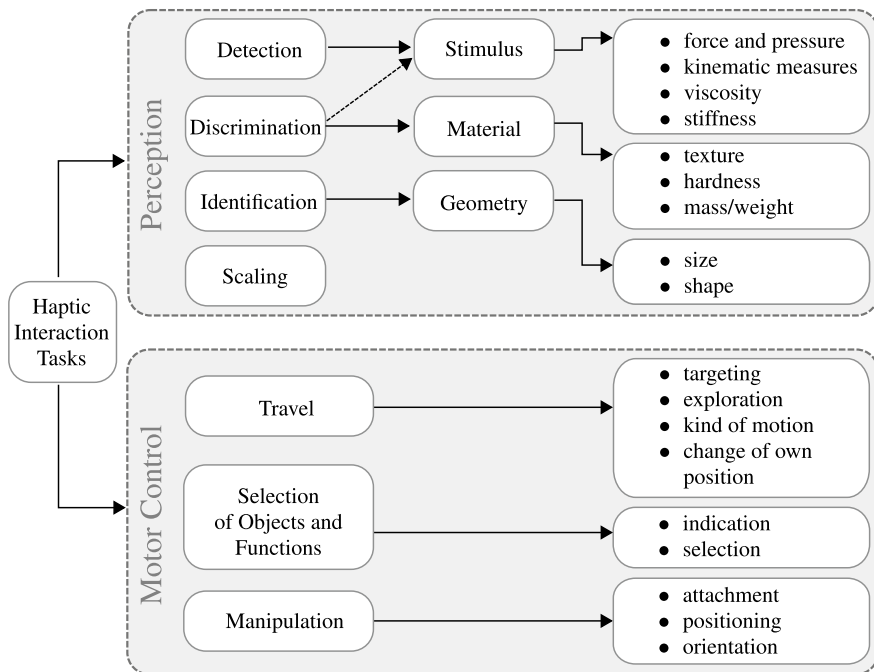 Haptic
Interaction
Tasks
Perception
Detection
Discrimination
Identification
Scaling
Stimulus
Material
Geometry
● force and pressure
● kinematic measures
● viscosity
● stiffness
● texture
● hardness
● mass/weight
● size
● shape
Motor Control
Travel
Selection
of Objects and
Functions
Manipulation
● targeting
● exploration
● kind of motion
● change of own
position
● indication
● selection
● attachment
● positioning
● orientation